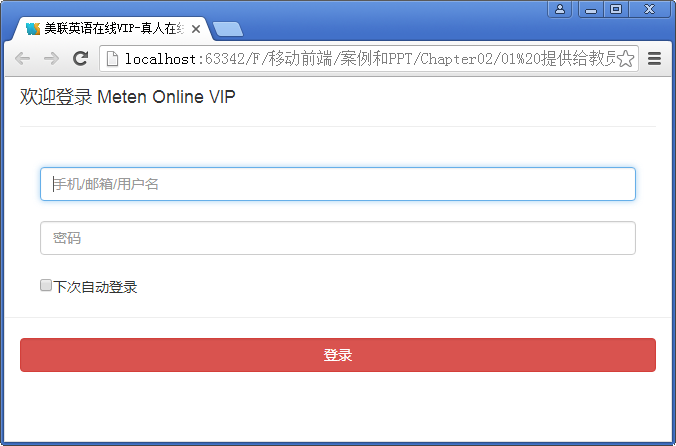 美联英语在线VIP-真人在线
localhost:63342/F/移动前端/案例和PPT/Chapter02/01%20提供给教员
欢迎登录 Meten Online VIP
手机/邮箱/用户名
密码
下次自动登录
登录